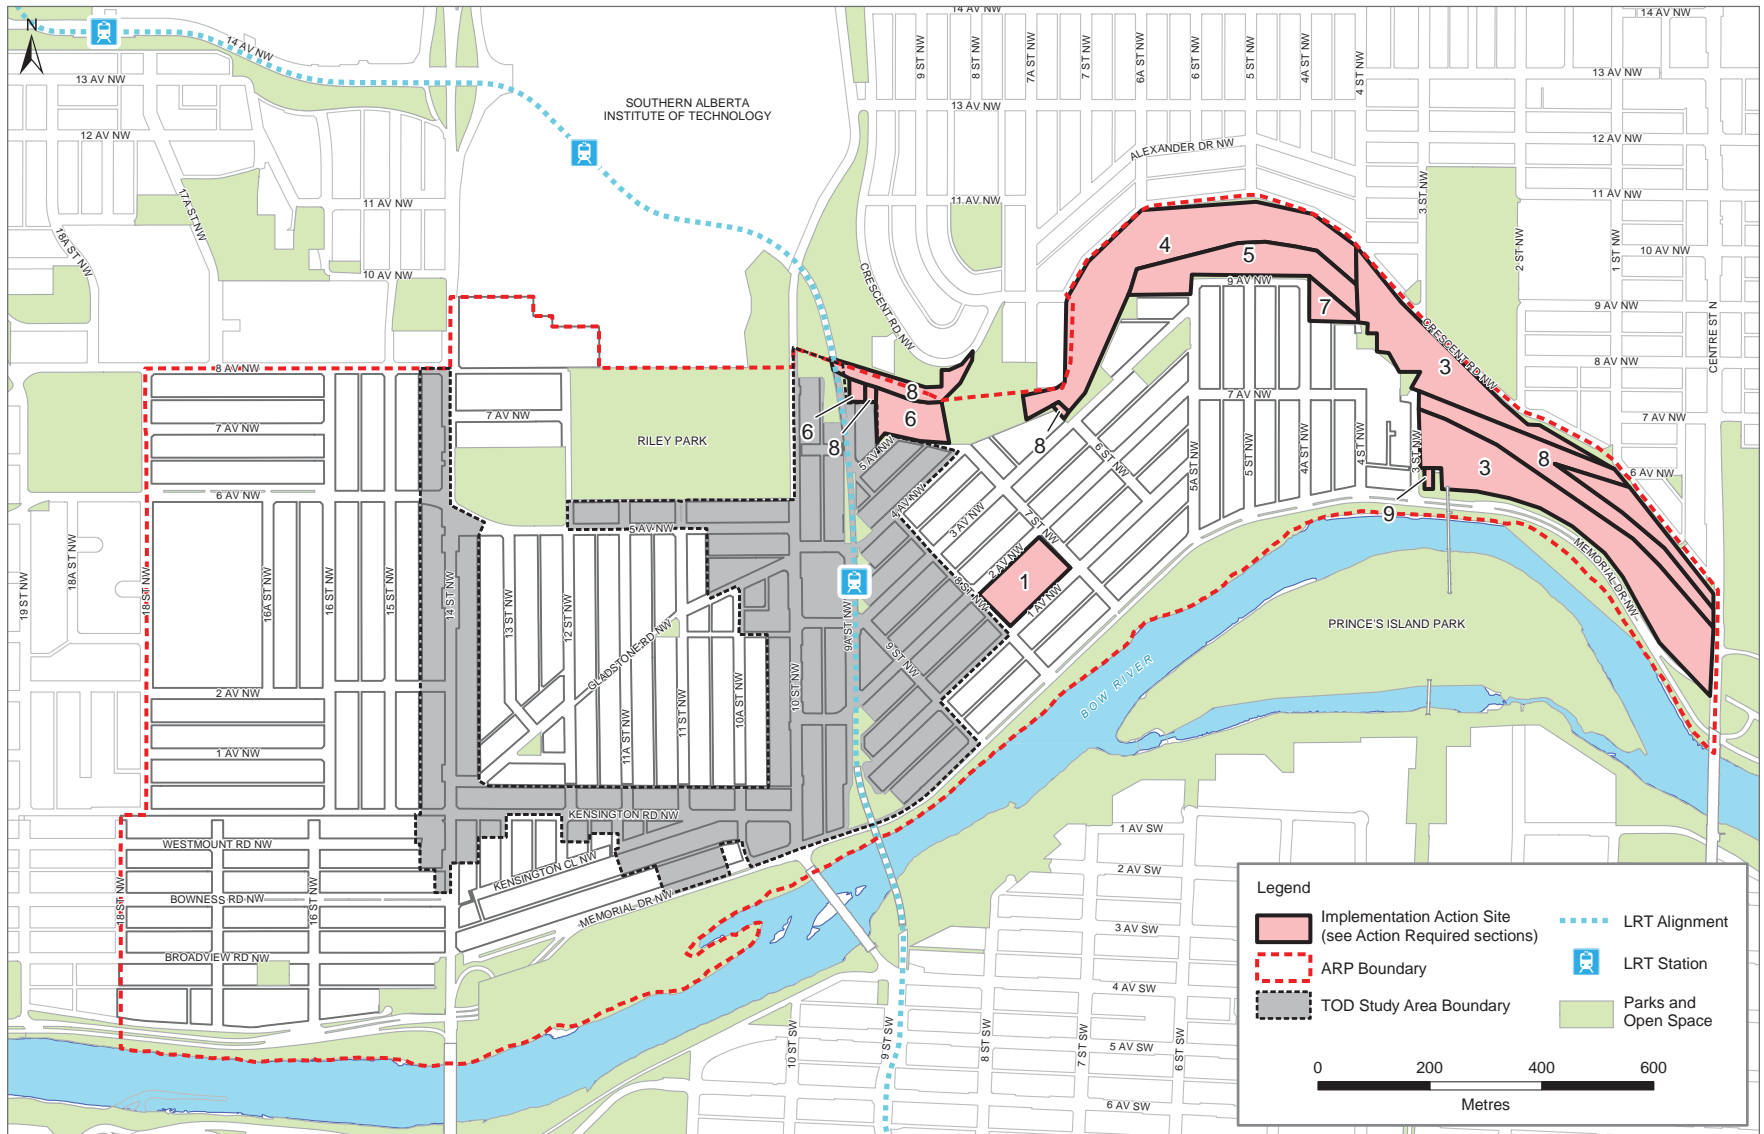 14 AV NW
14 AV NW
N
14 AV NW
13 AV NW
13 AV NW
12 AV NW
SOUTHERN ALBERTA
INSTITUTE OF TECHNOLOGY
9 ST NW
8 ST NW
7A ST NW
7 ST NW
6A ST NW
6 ST NW
5 ST NW
4A ST NW
4 ST NW
13 AV NW
12 AV NW
ALEXANDER DR NW
11 AV NW
11 AV NW
11 AV NW
17A ST NW
18A ST NW
10 AV NW
10 AV NW
3 ST NW
2 ST NW
1 ST NW
CENTRE ST N
CRESCENT RD NW
CRESCENT RD NW
4
5
9 AV NW
9 AV NW
7
3
8 AV NW
8 AV NW
7 AV NW
7 AV NW
7 AV NW
7 AV NW
RILEY PARK
8
6
6
8
8
5 AV NW
6 ST NW
5A ST NW
5 ST NW
4A ST NW
4 ST NW
3 ST NW
3
8
6 AV NW
9
6 AV NW
5 AV NW
4 AV NW
3 AV NW
7 ST NW
2 AV NW
1
1 AV NW
8 ST NW
9 ST NW
MEMORIAL DR NW
PRINCE'S ISLAND PARK
BOW RIVER
19 ST NW
18A ST NW
18 ST NW
16A ST NW
16 ST NW
15 ST NW
14 ST NW
13 ST NW
12 ST NW
GLADSTONE RD NW
11A ST NW
11 ST NW
10A ST NW
10 ST NW
9A ST NW
2 AV NW
1 AV NW
KENSINGTON RD NW
WESTMOUNT RD NW
KENSINGTON CL NW
BOWNESS RD NW
18 ST NW
16 ST NW
MEMORIAL DR NW
BROADVIEW RD NW
1 AV SW
2 AV SW
3 AV SW
4 AV SW
5 AV SW
6 AV SW
10 ST SW
9 ST SW
8 ST SW
7 ST SW
6 ST SW
Legend
Implementation Action Site
(see Action Required sections)
ARP Boundary
TOD Study Area Boundary
LRT Alignment
LRT Station
Parks and
Open Space
0 200 400 600
Metres